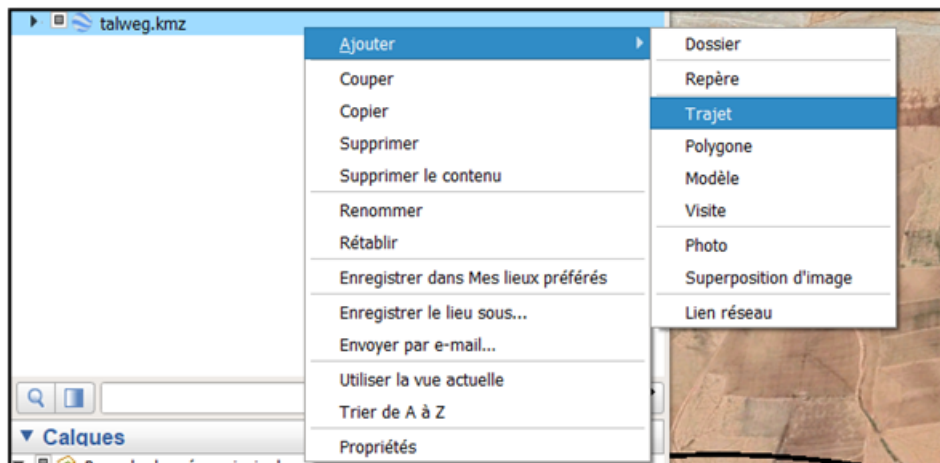 talweg.kmz
Ajouter
Couper
Copier
Supprimer
Supprimer le contenu
Renommer
Rétablir
Enregistrer dans Mes lieux préférés
Enregistrer le lieu sous...
Envoyer par e-mail...
Utiliser la vue actuelle
Trier de A à Z
Propriétés
Dossier
Repère
Trajet
Polygone
Modèle
Visite
Photo
Superposition d'image
Lien réseau
Calques